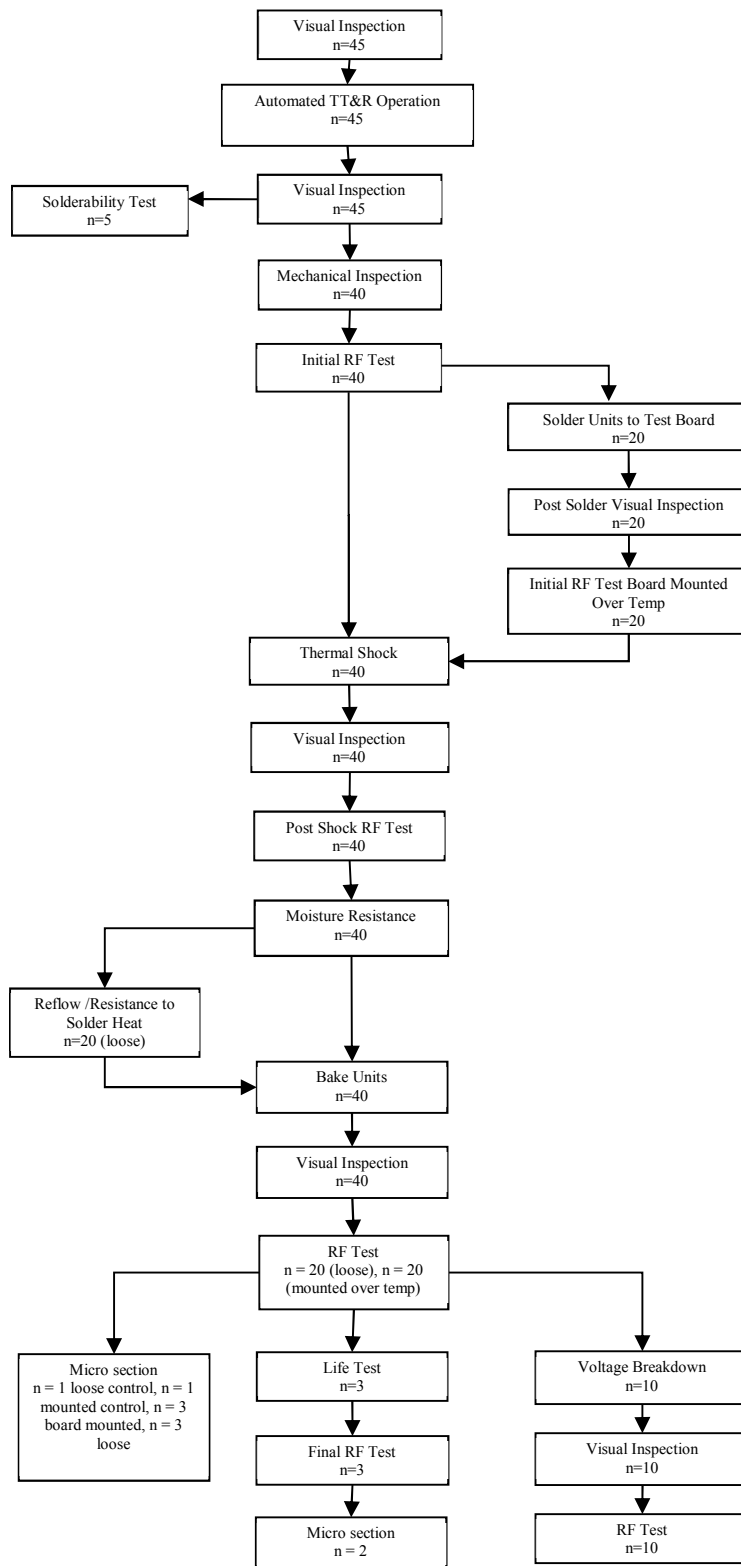 Visual Inspection
n=45
Automated TT&R Operation
n=45
Visual Inspection
n=45
Solderability Test
n=5
Mechanical Inspection
n=40
Initial RF Test
n=40
Solder Units to Test Board
n=20
Post Solder Visual Inspection
n=20
Initial RF Test Board Mounted
Over Temp
n=20
Thermal Shock
n=40
Visual Inspection
n=40
Post Shock RF Test
n=40
Moisture Resistance
n=40
Reflow /Resistance to
Solder Heat
n=20 (loose)
Bake Units
n=40
Visual Inspection
n=40
RF Test
n = 20 (loose), n = 20
(mounted over temp)
Micro section
n = 1 loose control, n = 1
mounted control, n = 3
board mounted, n = 3
loose
Life Test
n=3
Final RF Test
n=3
Micro section
n = 2
Voltage Breakdown
n=10
Visual Inspection
n=10
RF Test
n=10